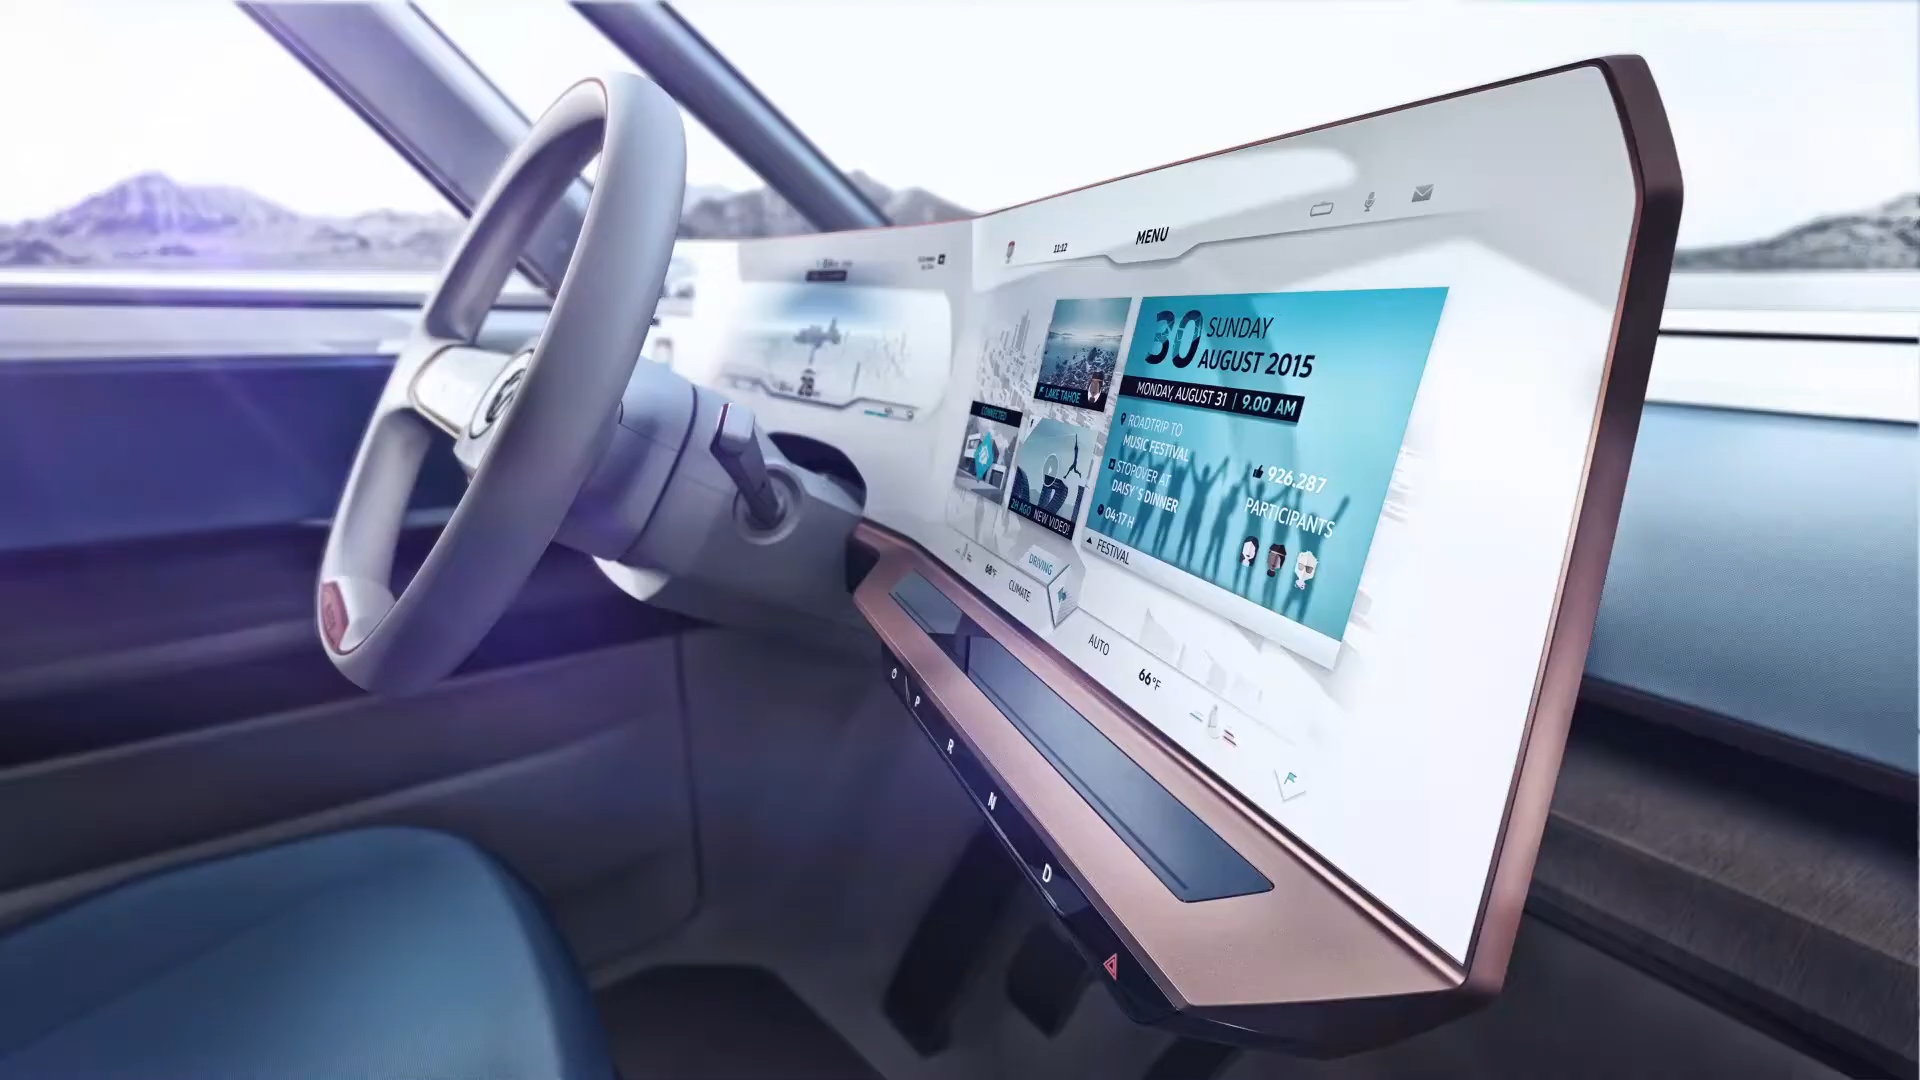 11:12
MENU
30 SUNDAY
AUGUST 2015
MONDAY, AUGUST 31 | 9.00 AM
ROADTRIP TO
MUSIC FESTIVAL
STOPOVER AT
DAISY´S DINNER
04:17 H
926.287
PARTICIPANTS
FESTIVAL
LAKE TAHOE
CONNECTED
2H AGO NEW VIDEO!
DRIVING
68°F
CLIMATE
AUTO
66°F
P
R
N
D